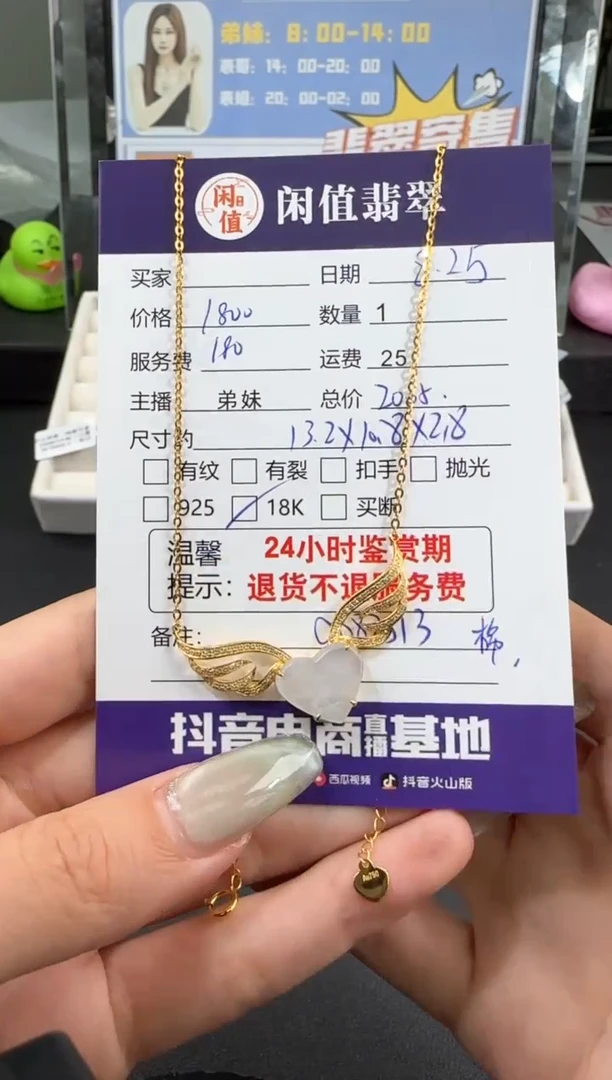 弟妹：8：00-14：00
表哥：14：00-20：00
表姐：20：00-02：00
翡翠寄售
闲值 闲值翡翠
买家 日期 8.25
价格 1800 数量 1
服务费 180 运费 25
主播 弟妹 总价 2005.
尺寸约 13.2X10.8X2.8
有纹 有裂 扣手 抛光
925 18K 买断
温馨 24小时鉴赏期
提示：退货不退服务费
备注： 棉，
抖音电商直播基地
西瓜视频 抖音火山版
Au750